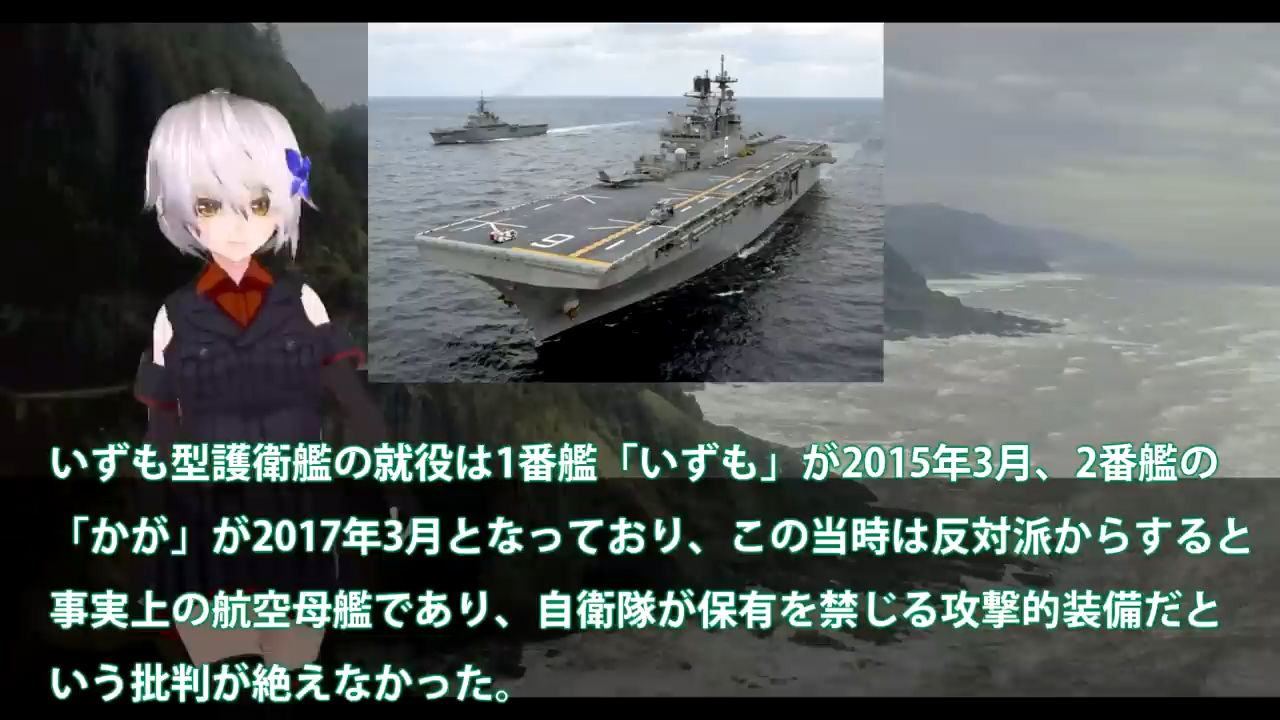 9
いずも型護衛艦の就役は1番艦「いずも」が2015年3月、2番艦の
「かが」が2017年3月となっており、この当時は反対派からすると
事実上の航空母艦であり、自衛隊が保有を禁じる攻撃的装備だと
いう批判が絶えなかった。